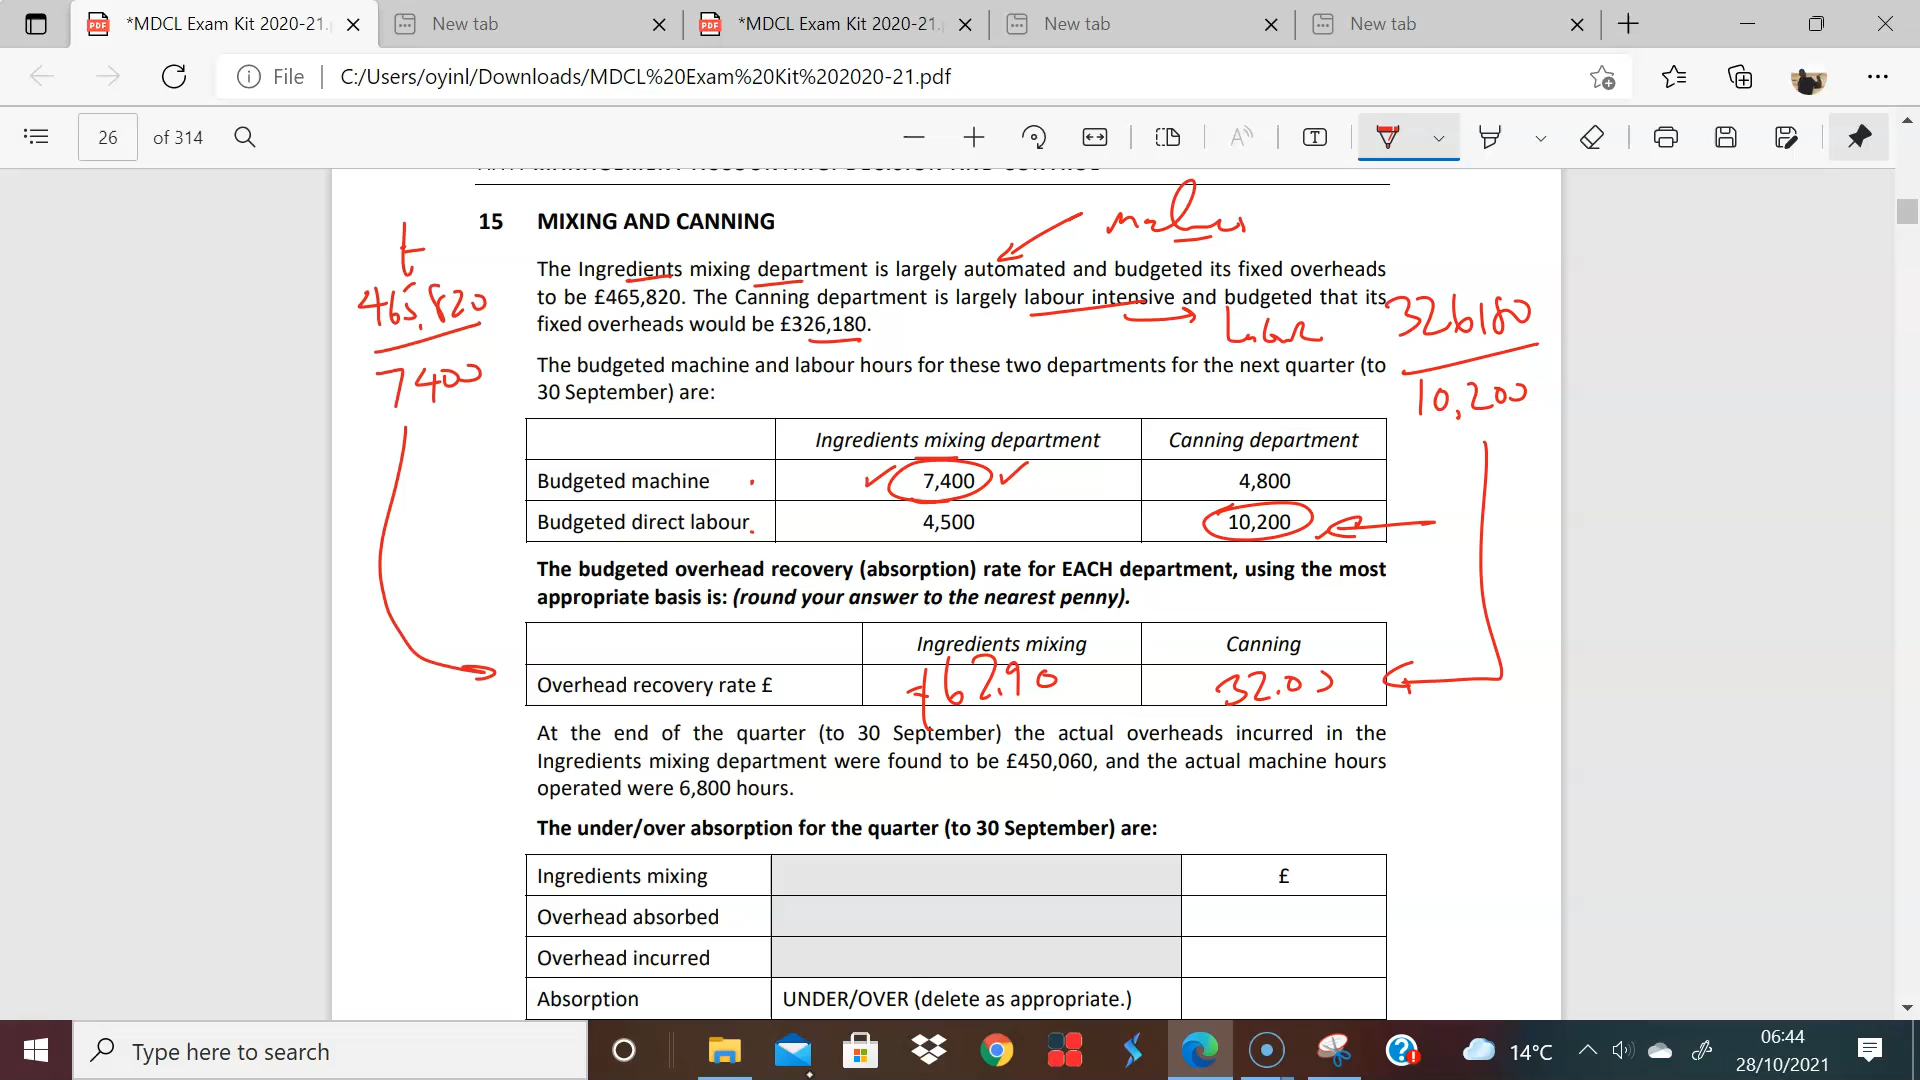 *MDCL Exam Kit 2020-21.
New tab
*MDCL Exam Kit 2020-21.
New tab
New tab
File
C:/Users/oyinl/Downloads/MDCL%20Exam%20Kit%202020-21.pdf
26
of 314
15 MIXING AND CANNING
The Ingredients mixing department is largely automated and budgeted its fixed overheads
to be £465,820. The Canning department is largely labour intensive and budgeted that its
fixed overheads would be £326,180.
465,820
7400
326180
10,200
The budgeted machine and labour hours for these two departments for the next quarter (to
30 September) are:
Ingredients mixing department Canning department
Budgeted machine 7,400 4,800
Budgeted direct labour 4,500 10,200
The budgeted overhead recovery (absorption) rate for EACH department, using the most
appropriate basis is: (round your answer to the nearest penny).
Ingredients mixing Canning
Overhead recovery rate £ £62.90 32.00
At the end of the quarter (to 30 September) the actual overheads incurred in the
Ingredients mixing department were found to be £450,060, and the actual machine hours
operated were 6,800 hours.
The under/over absorption for the quarter (to 30 September) are:
Ingredients mixing £
Overhead absorbed
Overhead incurred
Absorption UNDER/OVER (delete as appropriate.)
Type here to search
14°C
06:44
28/10/2021